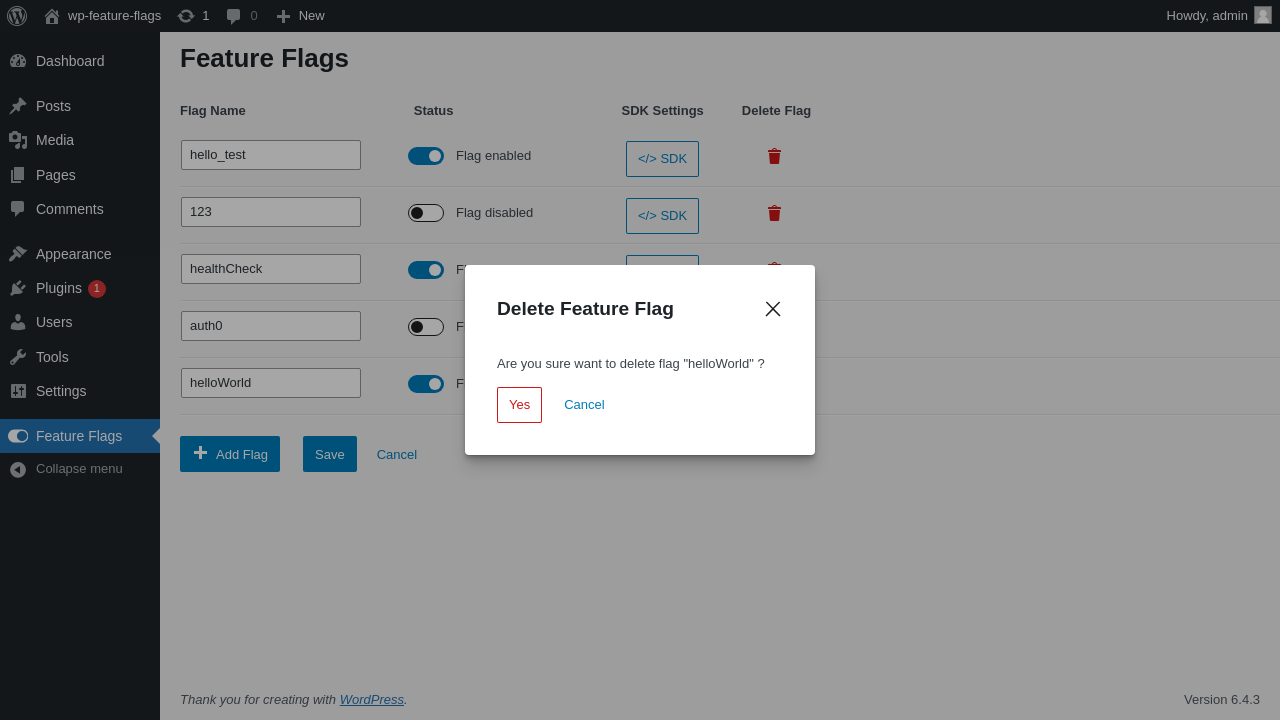 wp-feature-flags 1 0 New Howdy, admin
Dashboard
Posts
Media
Pages
Comments
Appearance
Plugins 1
Users
Tools
Settings
Feature Flags
Collapse menu
Feature Flags
Flag Name Status SDK Settings Delete Flag
hello_test Flag enabled </> SDK
123 Flag disabled </> SDK
healthCheck
auth0
helloWorld
Delete Feature Flag
Are you sure want to delete flag "helloWorld" ?
Yes Cancel
Add Flag Save Cancel
Thank you for creating with WordPress. Version 6.4.3